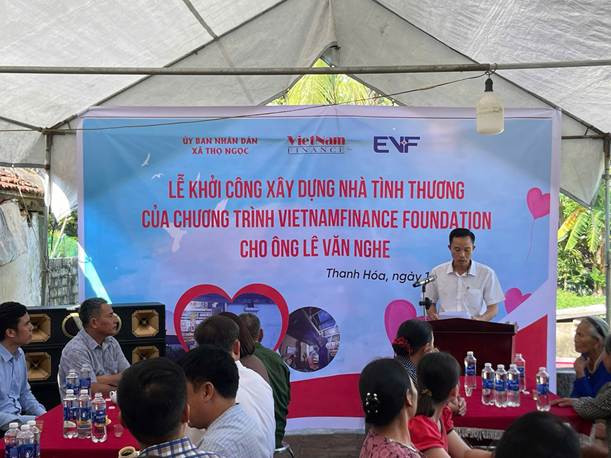 ỦY BAN NHÂN DÂN
XÃ THỌ NGỌC
VietNam
FINANCE
EVF
LỄ KHỞI CÔNG XÂY DỰNG NHÀ TÌNH THƯƠNG
CỦA CHƯƠNG TRÌNH VIETNAMFINANCE FOUNDATION
CHO ÔNG LÊ VĂN NGHE
Thanh Hóa, ngày 1